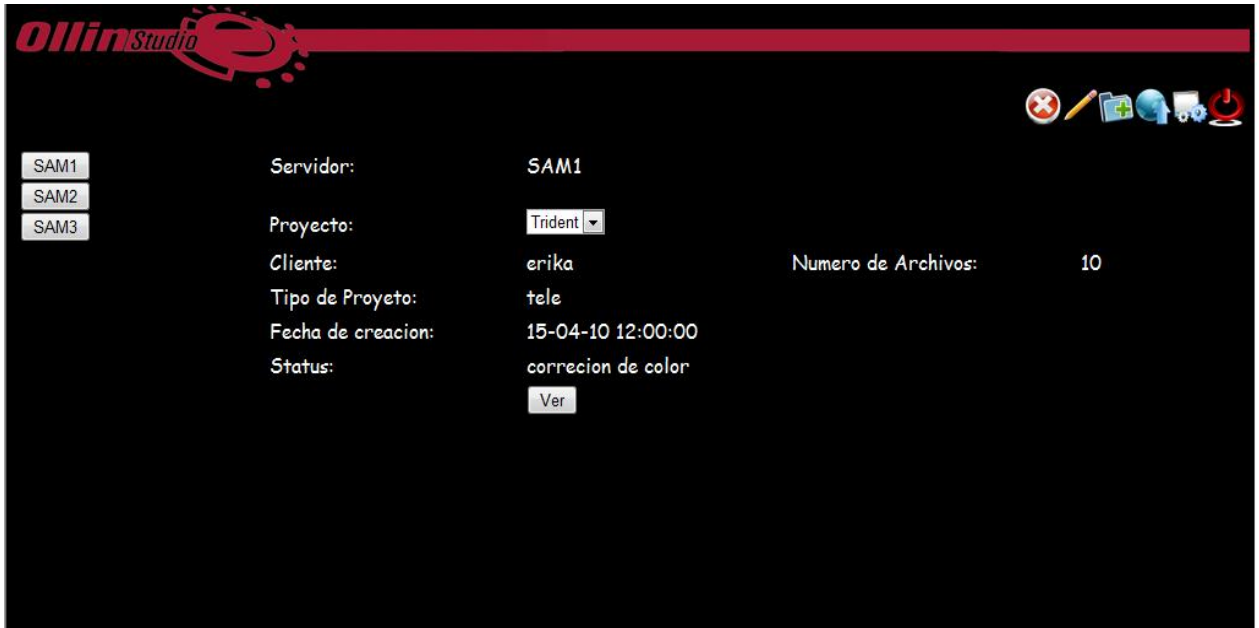 Ollin Studio
SAM1
SAM2
SAM3
Servidor: SAM1
Proyecto: Trident
Cliente: erika Numero de Archivos: 10
Tipo de Proyeto: tele
Fecha de creacion: 15-04-10 12:00:00
Status: correcion de color
Ver